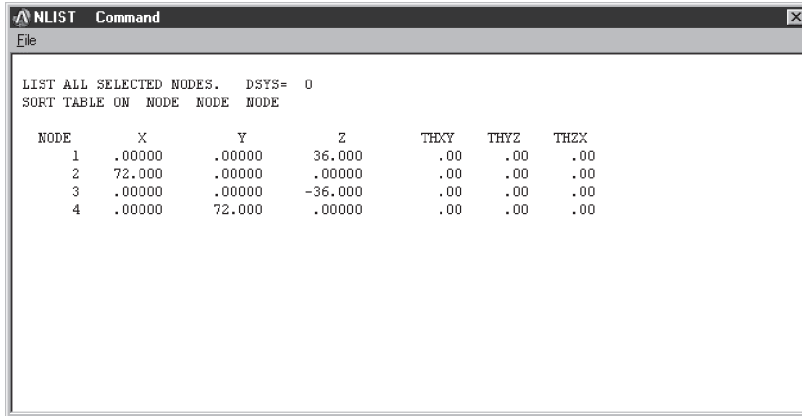 NLIST Command
File
LIST ALL SELECTED NODES. DSYS= 0
SORT TABLE ON NODE NODE NODE
NODE X Y Z THXY THYZ THZX
1 .00000 .00000 36.000 .00 .00 .00
2 72.000 .00000 .00000 .00 .00 .00
3 .00000 .00000 -36.000 .00 .00 .00
4 .00000 72.000 .00000 .00 .00 .00